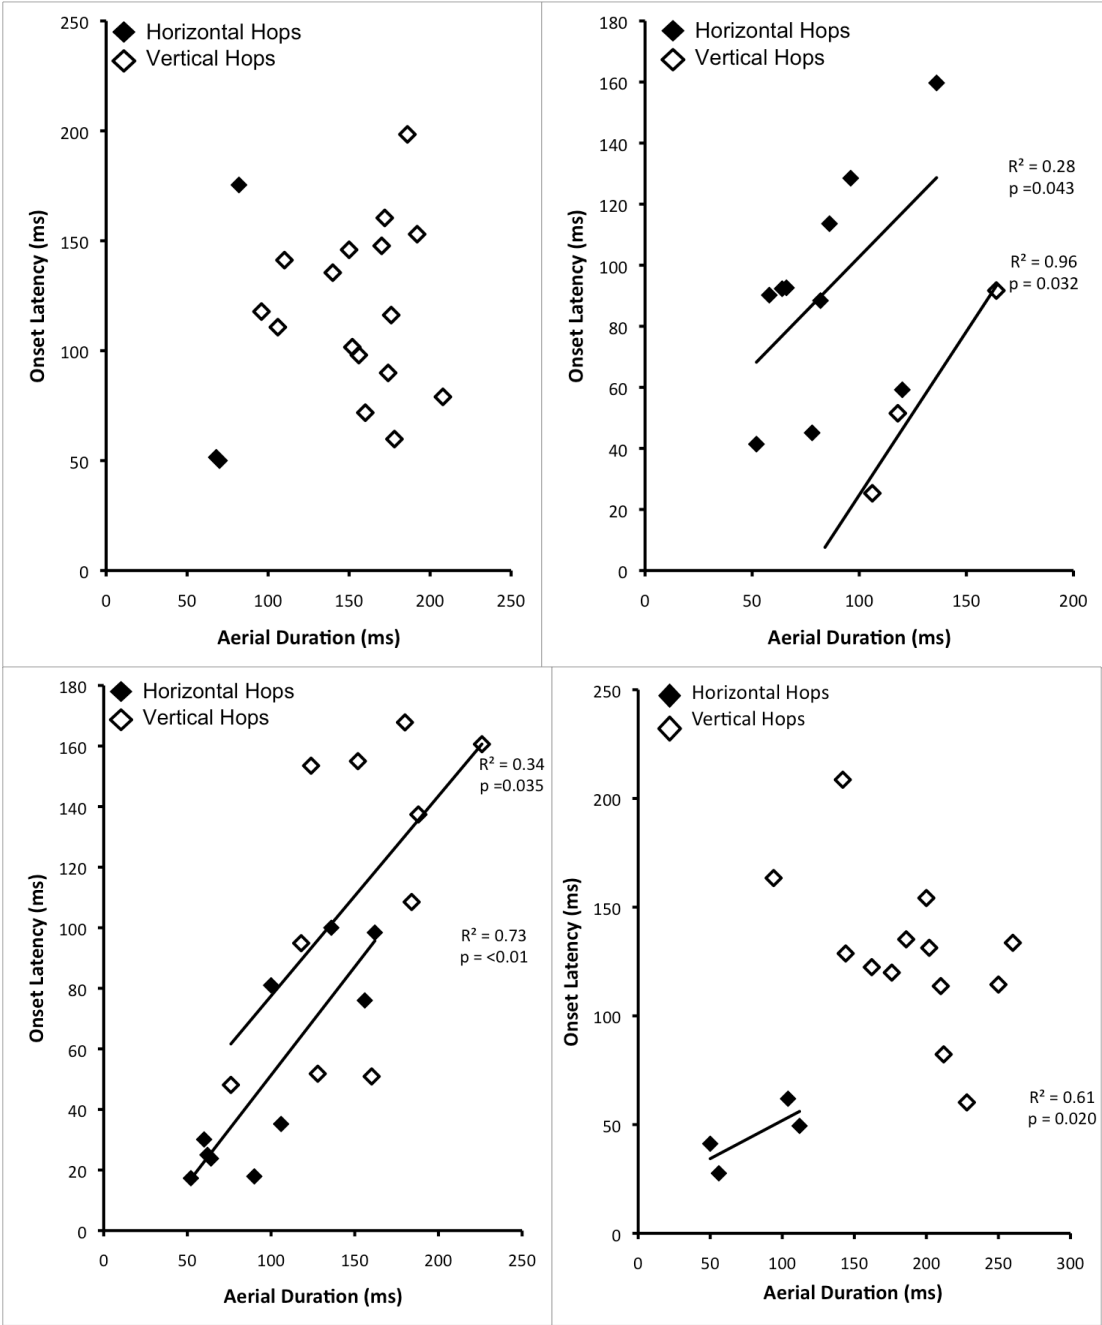 Horizontal Hops
Vertical Hops
250
200
150
100
50
0
0 50 100 150 200 250
Onset Latency (ms)
Aerial Duration (ms)
Horizontal Hops
Vertical Hops
180
160
140
120
100
80
60
40
20
0
0 50 100 150 200
Onset Latency (ms)
Aerial Duration (ms)
R² = 0.28
p =0.043
R² = 0.96
p = 0.032
Horizontal Hops
Vertical Hops
180
160
140
120
100
80
60
40
20
0
0 50 100 150 200 250
Onset Latency (ms)
Aerial Duration (ms)
R² = 0.34
p =0.035
R² = 0.73
p = <0.01
Horizontal Hops
Vertical Hops
250
200
150
100
50
0
0 50 100 150 200 250 300
Onset Latency (ms)
Aerial Duration (ms)
R² = 0.61
p = 0.020